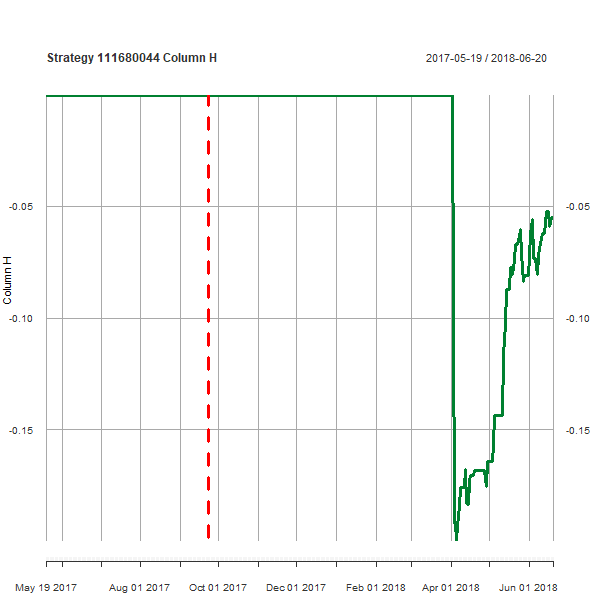 Strategy 111680044 Column H
2017-05-19 / 2018-06-20
-0.05
-0.05
Column H
-0.10
-0.10
-0.15
-0.15
May 19 2017
Aug 01 2017
Oct 01 2017
Dec 01 2017
Feb 01 2018
Apr 01 2018
Jun 01 2018